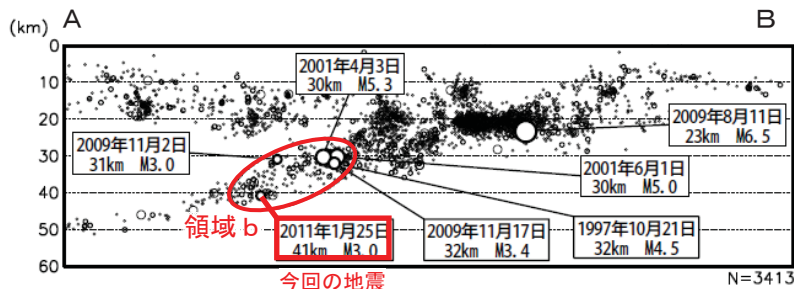 A
B
(km)
0
10
20
30
40
50
60
2001年4月3日
30km M5.3
2009年8月11日
23km M6.5
2009年11月2日
31km M3.0
2001年6月1日
30km M5.0
領域b
2011年1月25日
41km M3.0
2009年11月17日
32km M3.4
1997年10月21日
32km M4.5
今回の地震
N=3413